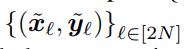 {(x̃_ℓ, ỹ_ℓ)}_{ℓ∈[2N]}